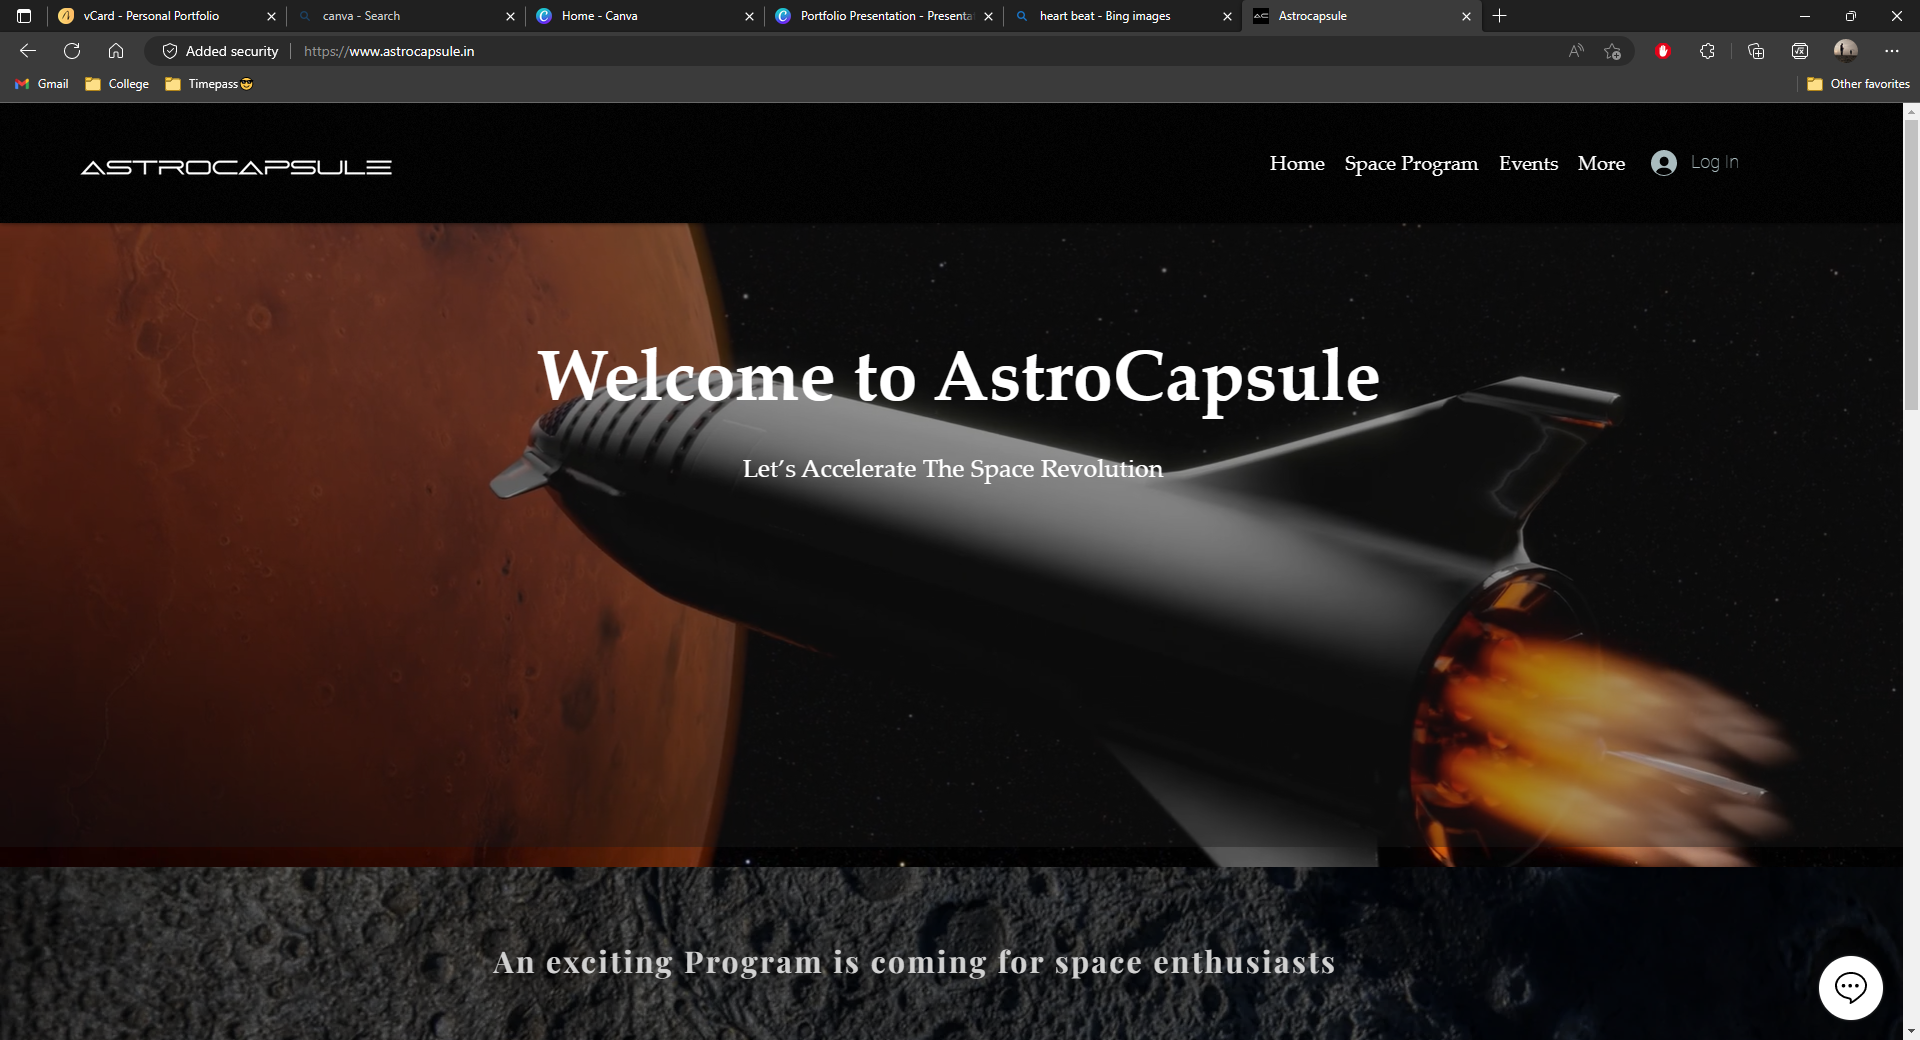 vCard - Personal Portfolio
canva - Search
Home - Canva
Portfolio Presentation - Presenta
heart beat - Bing images
Astrocapsule
Added security
https://www.astrocapsule.in
Gmail
College
Timepass😎
Other favorites
ASTROCAPSULE
Home
Space Program
Events
More
Log In
Welcome to AstroCapsule
Let’s Accelerate The Space Revolution
An exciting Program is coming for space enthusiasts